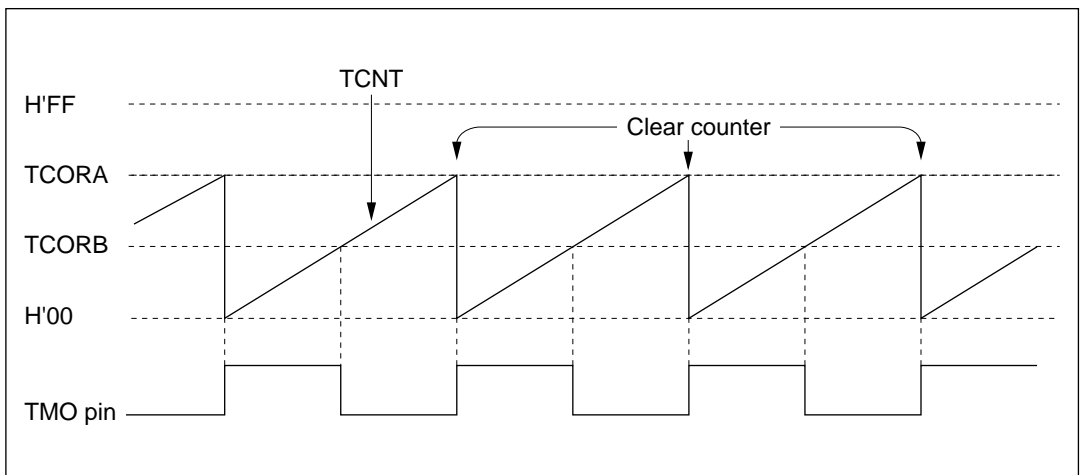 TCNT
H'FF
Clear counter
TCORA
TCORB
H'00
TMO pin